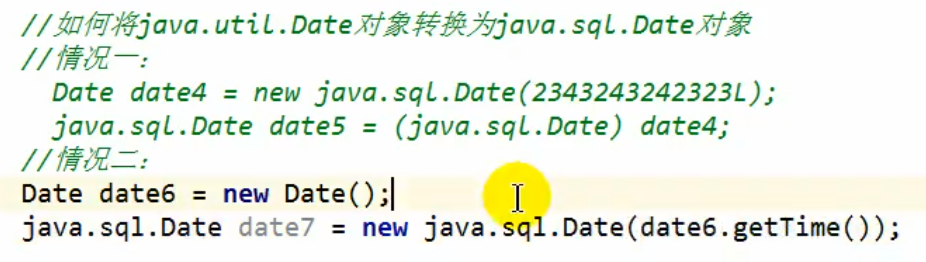 //如何将java.util.Date对象转换为java.sql.Date对象
//情况一：
Date date4 = new java.sql.Date(2343243242323L);
java.sql.Date date5 = (java.sql.Date) date4;
//情况二：
Date date6 = new Date();
java.sql.Date date7 = new java.sql.Date(date6.getTime());